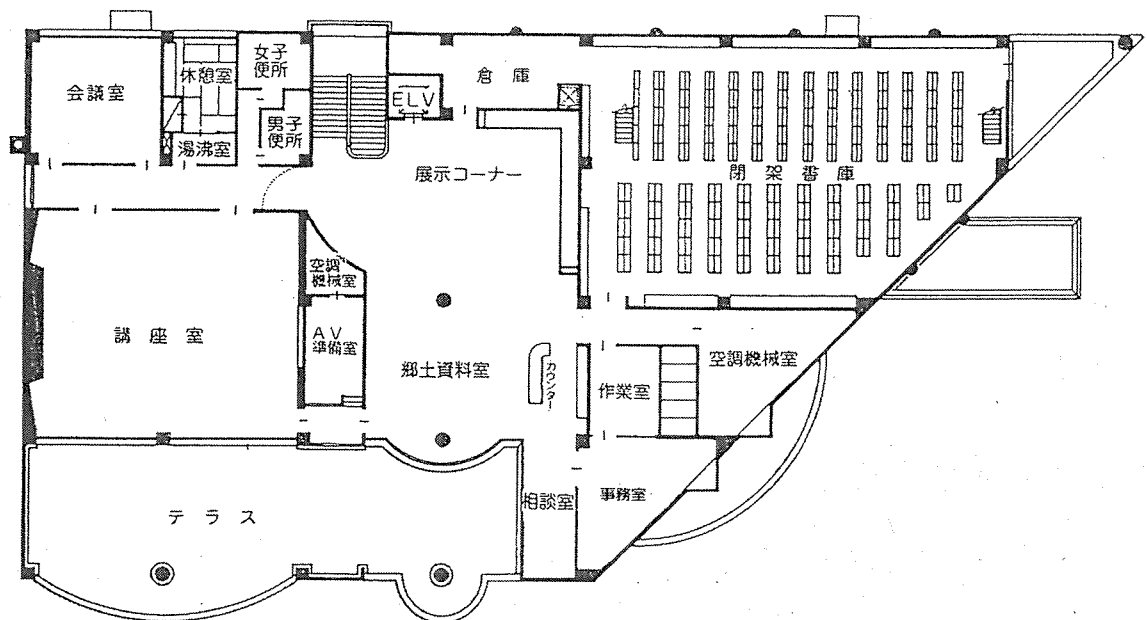 女子
便所
休憩室
会議室
倉庫
ELV
男子
便所
湯沸室
展示コーナー
閉架書庫
空調
機械室
講座室
AV
準備室
郷土資料室
カウンター
作業室
空調機械室
相談室
事務室
テラス